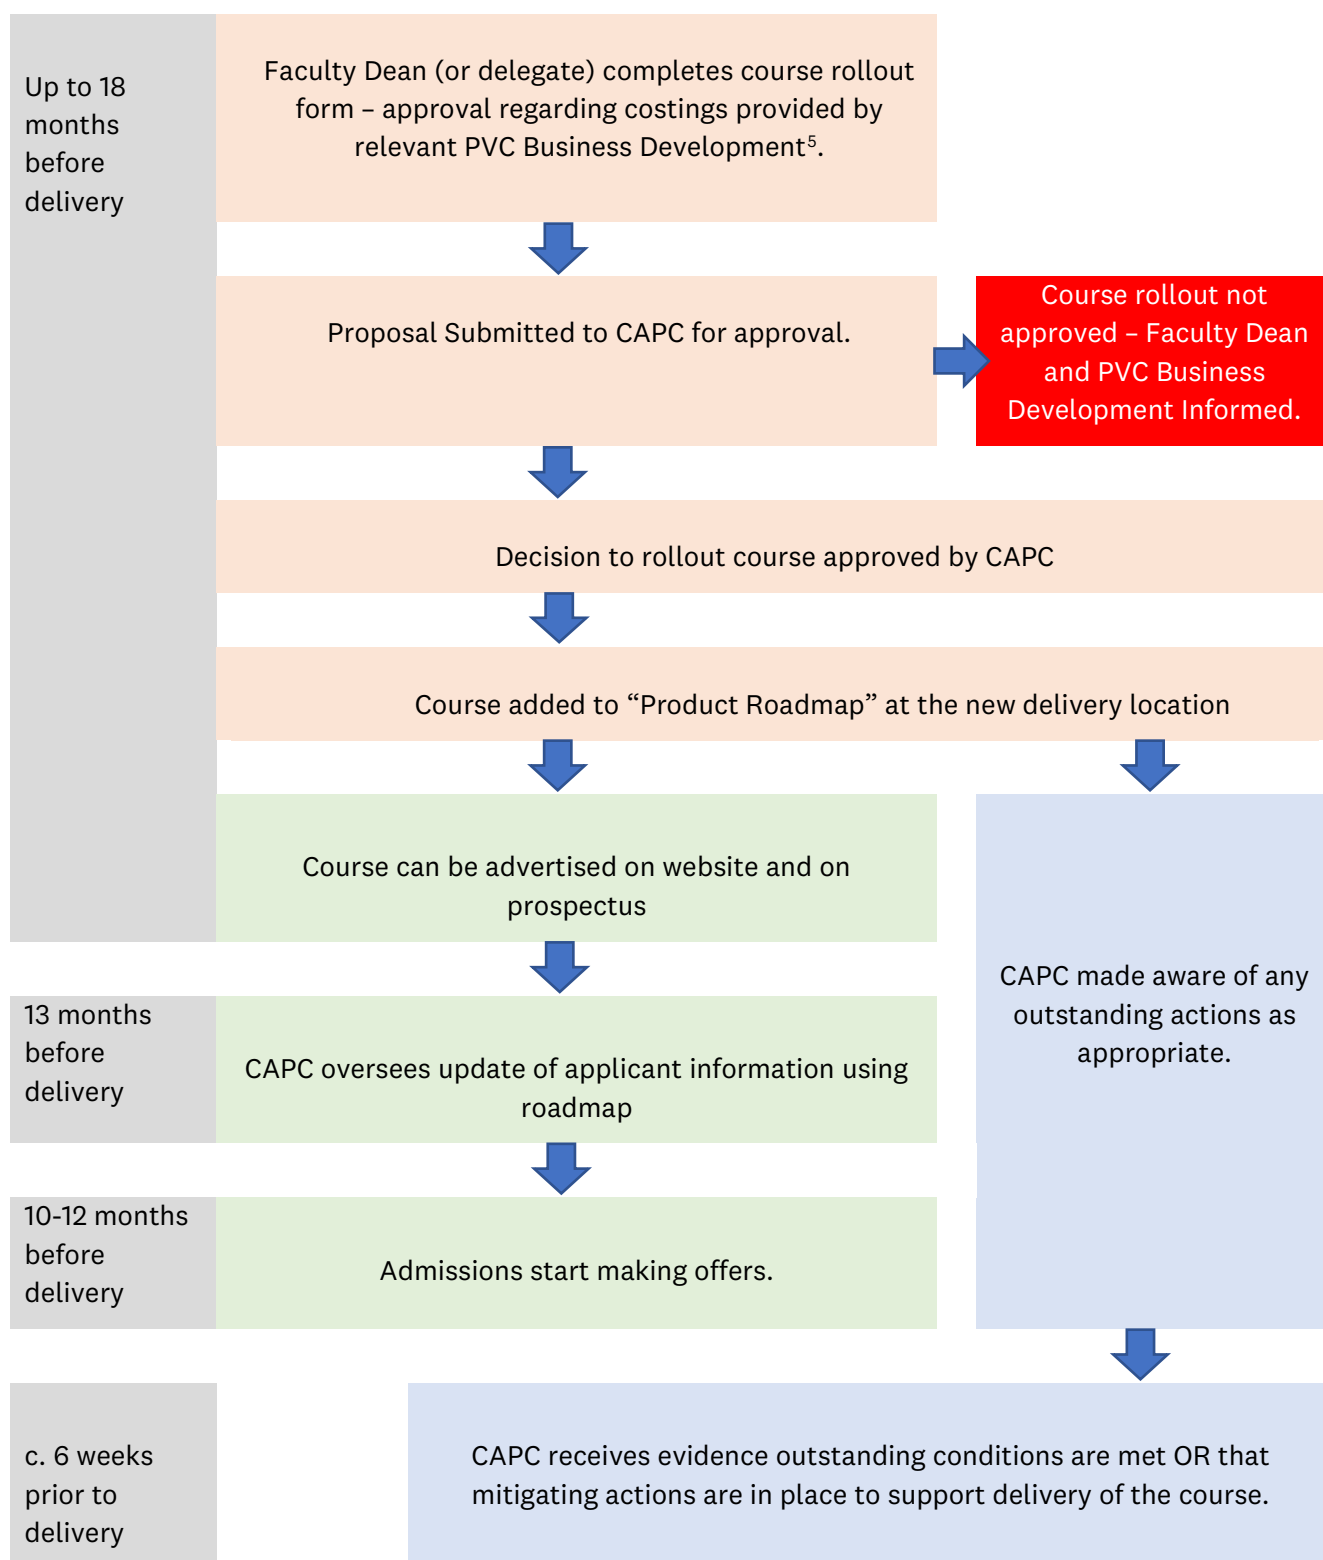 Up to 18
months
before
delivery
Faculty Dean (or delegate) completes course rollout
form – approval regarding costings provided by
relevant PVC Business Development⁵.
Proposal Submitted to CAPC for approval.
Course rollout not
approved – Faculty Dean
and PVC Business
Development Informed.
Decision to rollout course approved by CAPC
Course added to “Product Roadmap” at the new delivery location
Course can be advertised on website and on
prospectus
CAPC made aware of any
outstanding actions as
appropriate.
13 months
before
delivery
CAPC oversees update of applicant information using
roadmap
10-12 months
before
delivery
Admissions start making offers.
c. 6 weeks
prior to
delivery
CAPC receives evidence outstanding conditions are met OR that
mitigating actions are in place to support delivery of the course.